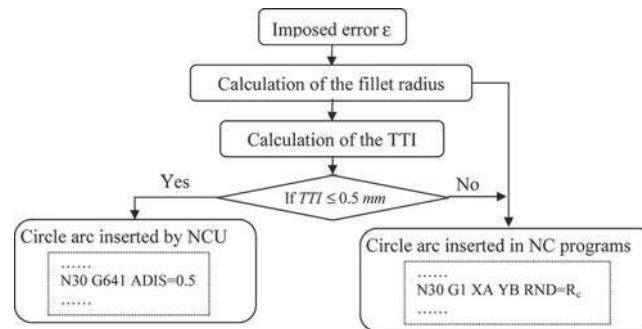 Imposed error ε
Calculation of the fillet radius
Calculation of the TTI
Yes
If TTI ≤ 0.5 mm
No
Circle arc inserted by NCU
......
N30 G641 ADIS=0.5
......
Circle arc inserted in NC programs
......
N30 G1 XA YB RND=Rc
......